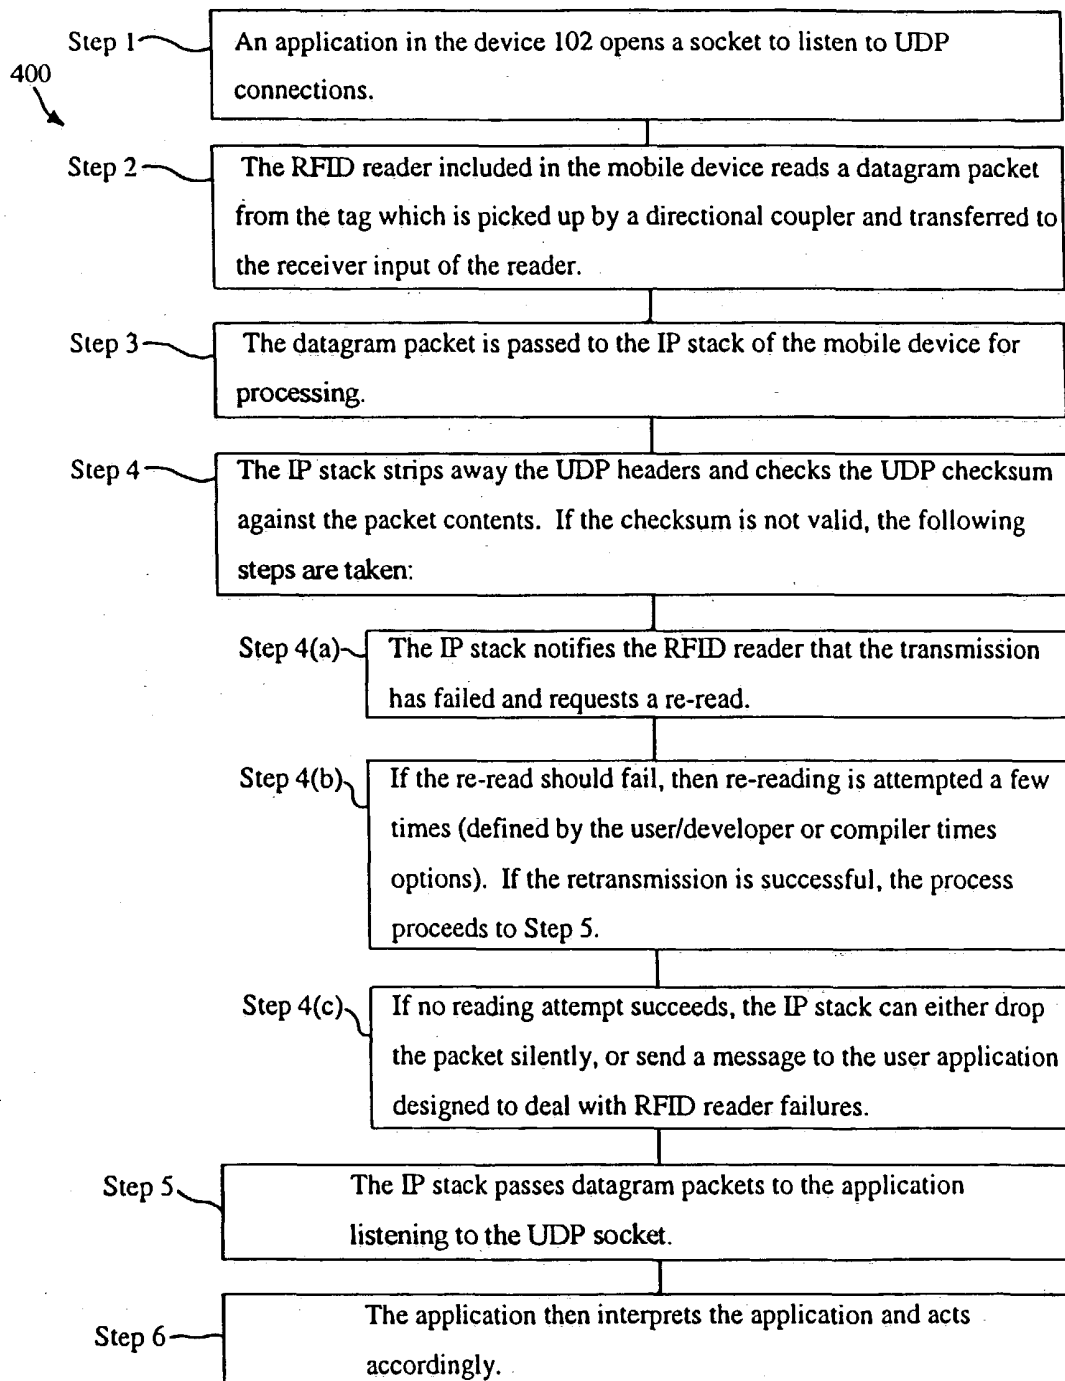 Step 1
An application in the device 102 opens a socket to listen to UDP
connections.
400
Step 2
The RFID reader included in the mobile device reads a datagram packet
from the tag which is picked up by a directional coupler and transferred to
the receiver input of the reader.
Step 3
The datagram packet is passed to the IP stack of the mobile device for
processing.
Step 4
The IP stack strips away the UDP headers and checks the UDP checksum
against the packet contents. If the checksum is not valid, the following
steps are taken:
Step 4(a)
The IP stack notifies the RFID reader that the transmission
has failed and requests a re-read.
Step 4(b)
If the re-read should fail, then re-reading is attempted a few
times (defined by the user/developer or compiler times
options). If the retransmission is successful, the process
proceeds to Step 5.
Step 4(c)
If no reading attempt succeeds, the IP stack can either drop
the packet silently, or send a message to the user application
designed to deal with RFID reader failures.
Step 5
The IP stack passes datagram packets to the application
listening to the UDP socket.
Step 6
The application then interprets the application and acts
accordingly.